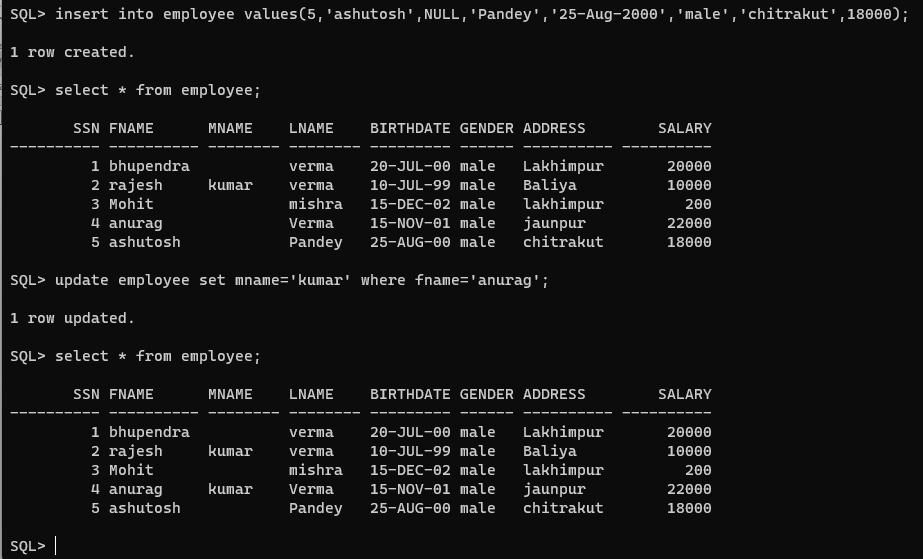 SQL> insert into employee values(5,'ashutosh',NULL,'Pandey','25-Aug-2000','male','chitrakut',18000);
1 row created.
SQL> select * from employee;
       SSN FNAME      MNAME    LNAME    BIRTHDATE GENDER ADDRESS        SALARY
---------- ---------- -------- -------- --------- ------ ---------- ----------
         1 bhupendra           verma    20-JUL-00 male   Lakhimpur       20000
         2 rajesh     kumar    verma    10-JUL-99 male   Baliya          10000
         3 Mohit               mishra   15-DEC-02 male   lakhimpur         200
         4 anurag              Verma    15-NOV-01 male   jaunpur         22000
         5 ashutosh            Pandey   25-AUG-00 male   chitrakut       18000
SQL> update employee set mname='kumar' where fname='anurag';
1 row updated.
SQL> select * from employee;
       SSN FNAME      MNAME    LNAME    BIRTHDATE GENDER ADDRESS        SALARY
---------- ---------- -------- -------- --------- ------ ---------- ----------
         1 bhupendra           verma    20-JUL-00 male   Lakhimpur       20000
         2 rajesh     kumar    verma    10-JUL-99 male   Baliya          10000
         3 Mohit               mishra   15-DEC-02 male   lakhimpur         200
         4 anurag     kumar    Verma    15-NOV-01 male   jaunpur         22000
         5 ashutosh            Pandey   25-AUG-00 male   chitrakut       18000
SQL>